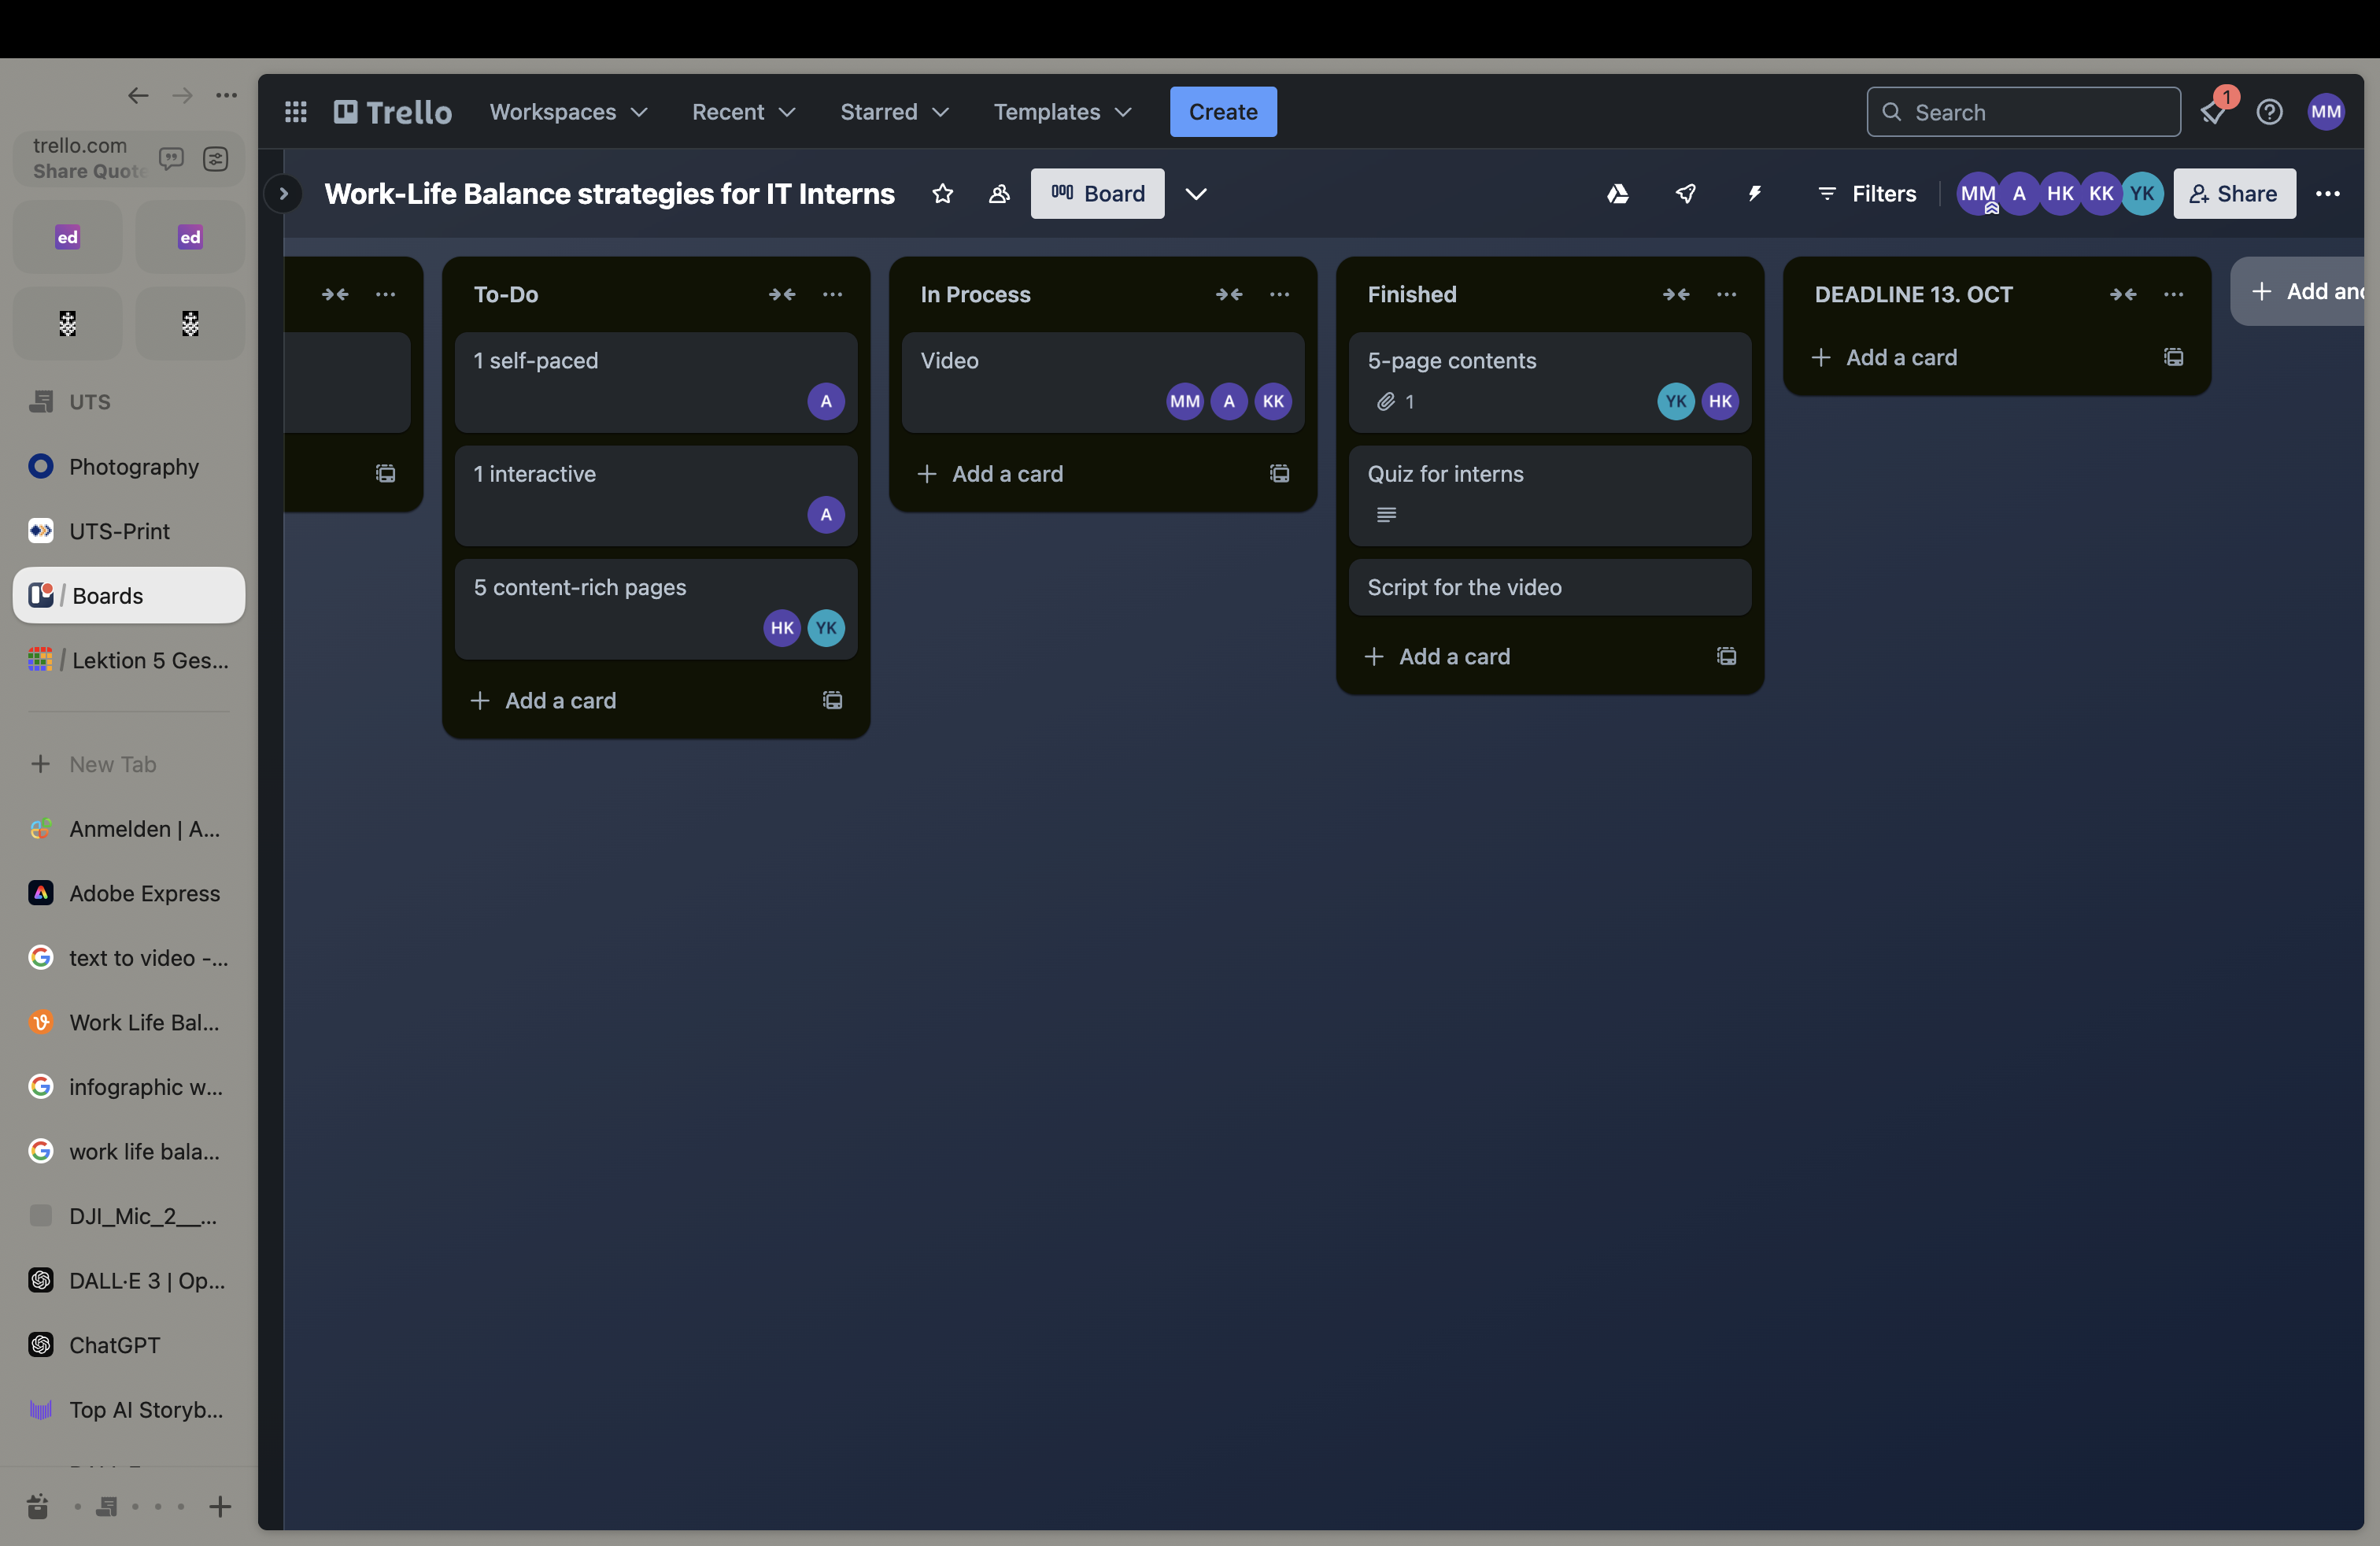 trello.com
Share Quote
ed
ed
UTS
Photography
UTS-Print
/ Boards
/ Lektion 5 Ges...
New Tab
Anmelden | A...
Adobe Express
text to video -...
Work Life Bal...
infographic w...
work life bala...
DJI_Mic_2__...
DALL·E 3 | Op...
ChatGPT
Top AI Storyb...
Trello
Workspaces
Recent
Starred
Templates
Create
Search
1
MM
Work-Life Balance strategies for IT Interns
Board
Filters
MM A HK KK YK
Share
To-Do
1 self-paced
A
1 interactive
A
5 content-rich pages
HK YK
Add a card
In Process
Video
MM A KK
Add a card
Finished
5-page contents
1
YK HK
Quiz for interns
Script for the video
Add a card
DEADLINE 13. OCT
Add a card
Add